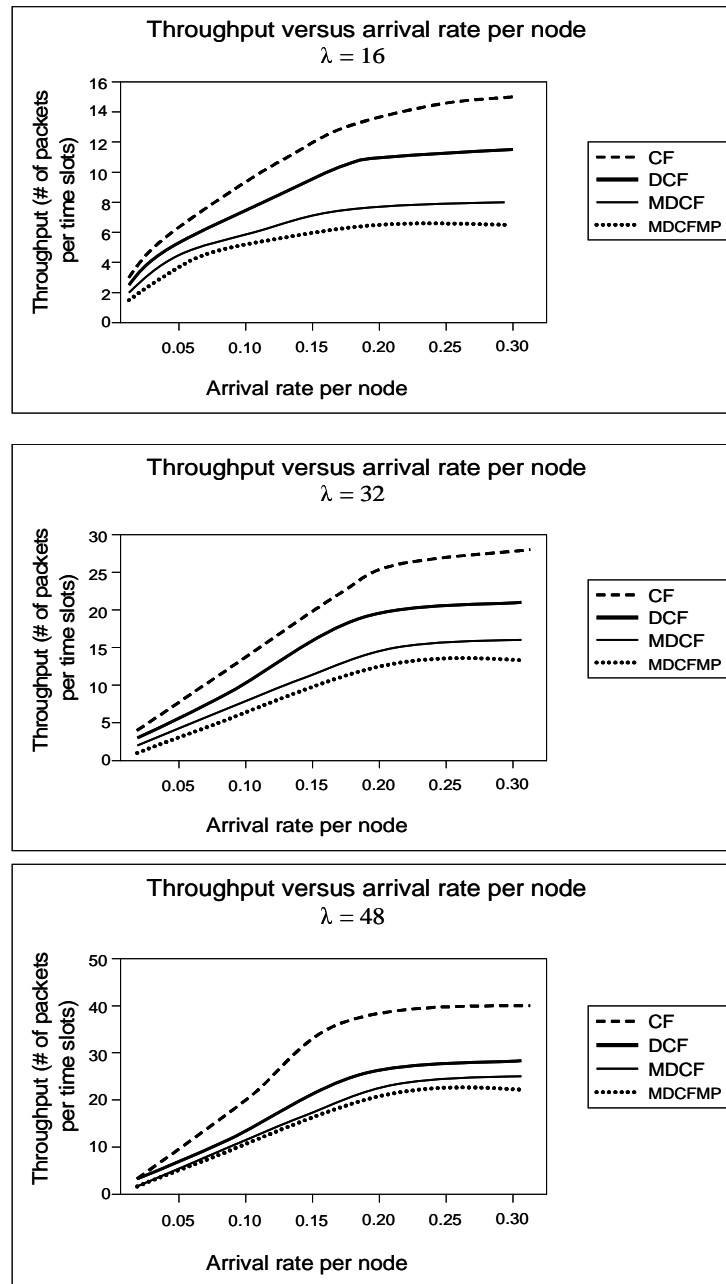 Throughput versus arrival rate per node
λ = 16
Throughput (# of packets
per time slots)
16
14
12
10
8
6
4
2
0
0.05 0.10 0.15 0.20 0.25 0.30
Arrival rate per node
CF
DCF
MDCF
MDCFMP
Throughput versus arrival rate per node
λ = 32
Throughput (# of packets
per time slots)
30
25
20
15
10
5
0
0.05 0.10 0.15 0.20 0.25 0.30
Arrival rate per node
CF
DCF
MDCF
MDCFMP
Throughput versus arrival rate per node
λ = 48
Throughput (# of packets
per time slots)
50
40
30
20
10
0
0.05 0.10 0.15 0.20 0.25 0.30
Arrival rate per node
CF
DCF
MDCF
MDCFMP